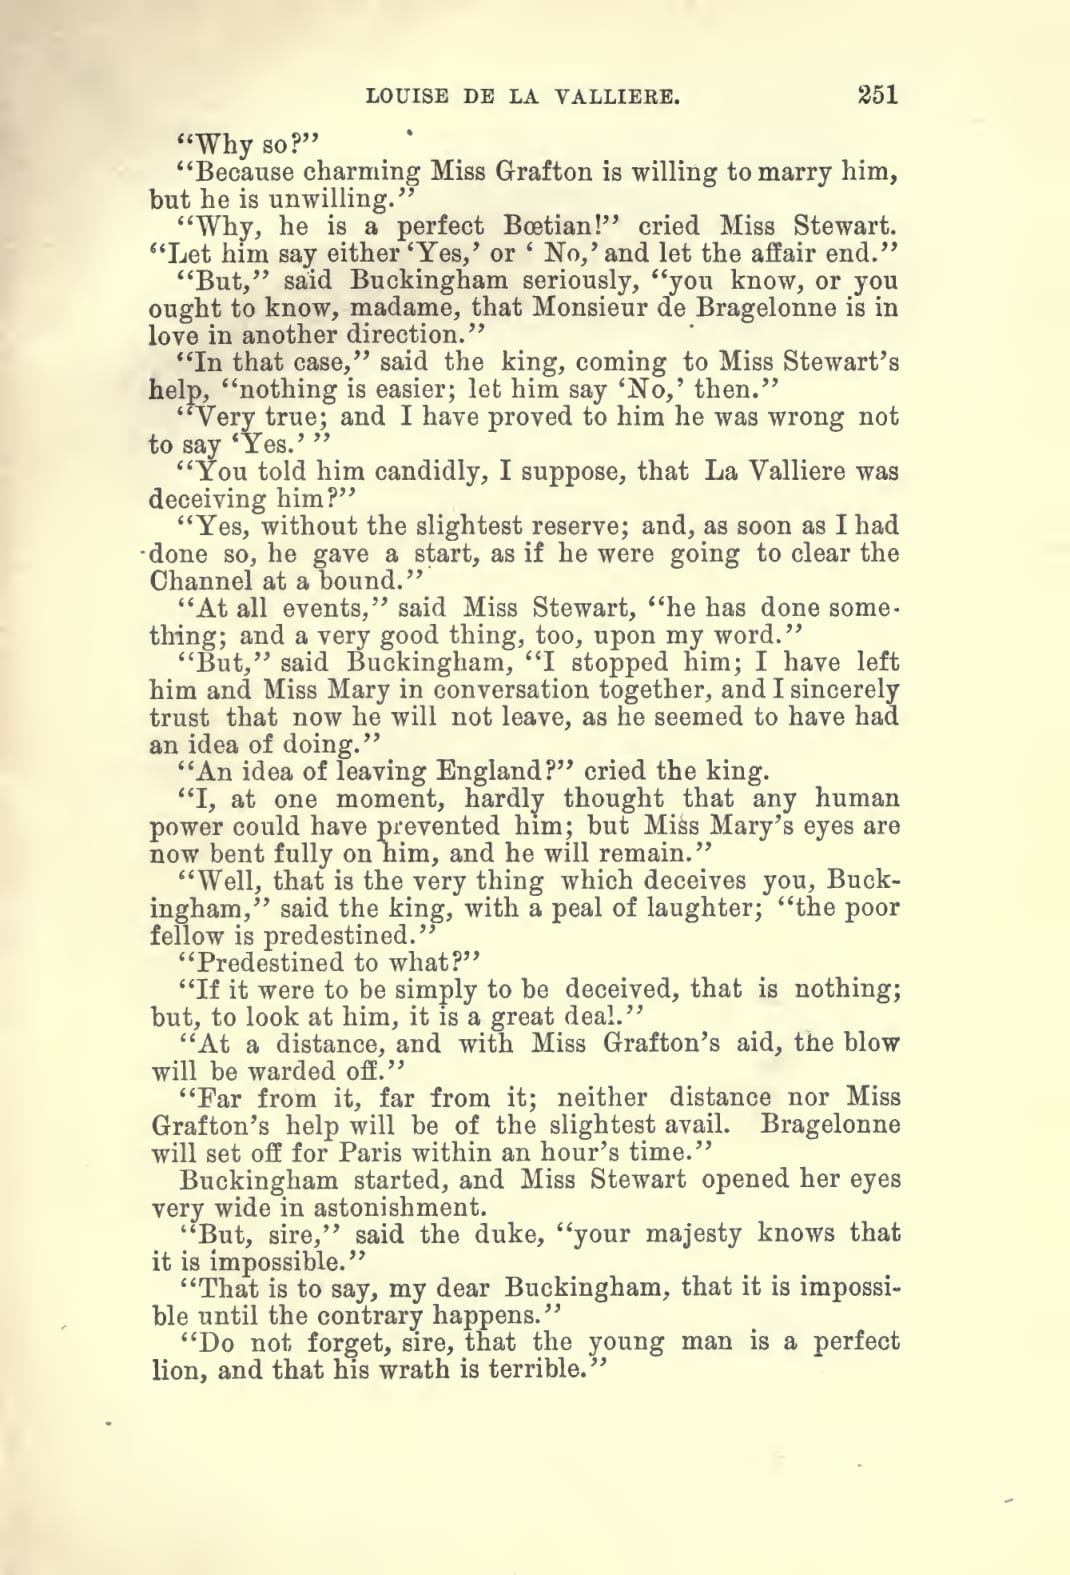 LOUISE DE LA VALLIERE. 251
“Why so?”
“Because charming Miss Grafton is willing to marry him,
but he is unwilling.”
“Why, he is a perfect Bœtian!” cried Miss Stewart.
“Let him say either ‘Yes,’ or ‘ No,’ and let the affair end.”
“But,” said Buckingham seriously, “you know, or you
ought to know, madame, that Monsieur de Bragelonne is in
love in another direction.”
“In that case,” said the king, coming to Miss Stewart’s
help, “nothing is easier; let him say ‘No,’ then.”
“Very true; and I have proved to him he was wrong not
to say ‘Yes.’ ”
“You told him candidly, I suppose, that La Valliere was
deceiving him?”
“Yes, without the slightest reserve; and, as soon as I had
done so, he gave a start, as if he were going to clear the
Channel at a bound.”
“At all events,” said Miss Stewart, “he has done some-
thing; and a very good thing, too, upon my word.”
“But,” said Buckingham, “I stopped him; I have left
him and Miss Mary in conversation together, and I sincerely
trust that now he will not leave, as he seemed to have had
an idea of doing.”
“An idea of leaving England?” cried the king.
“I, at one moment, hardly thought that any human
power could have prevented him; but Miss Mary’s eyes are
now bent fully on him, and he will remain.”
“Well, that is the very thing which deceives you, Buck-
ingham,” said the king, with a peal of laughter; “the poor
fellow is predestined.”
“Predestined to what?”
“If it were to be simply to be deceived, that is nothing;
but, to look at him, it is a great deal.”
“At a distance, and with Miss Grafton’s aid, the blow
will be warded off.”
“Far from it, far from it; neither distance nor Miss
Grafton’s help will be of the slightest avail. Bragelonne
will set off for Paris within an hour’s time.”
Buckingham started, and Miss Stewart opened her eyes
very wide in astonishment.
“But, sire,” said the duke, “your majesty knows that
it is impossible.”
“That is to say, my dear Buckingham, that it is impossi-
ble until the contrary happens.”
“Do not forget, sire, that the young man is a perfect
lion, and that his wrath is terrible.”